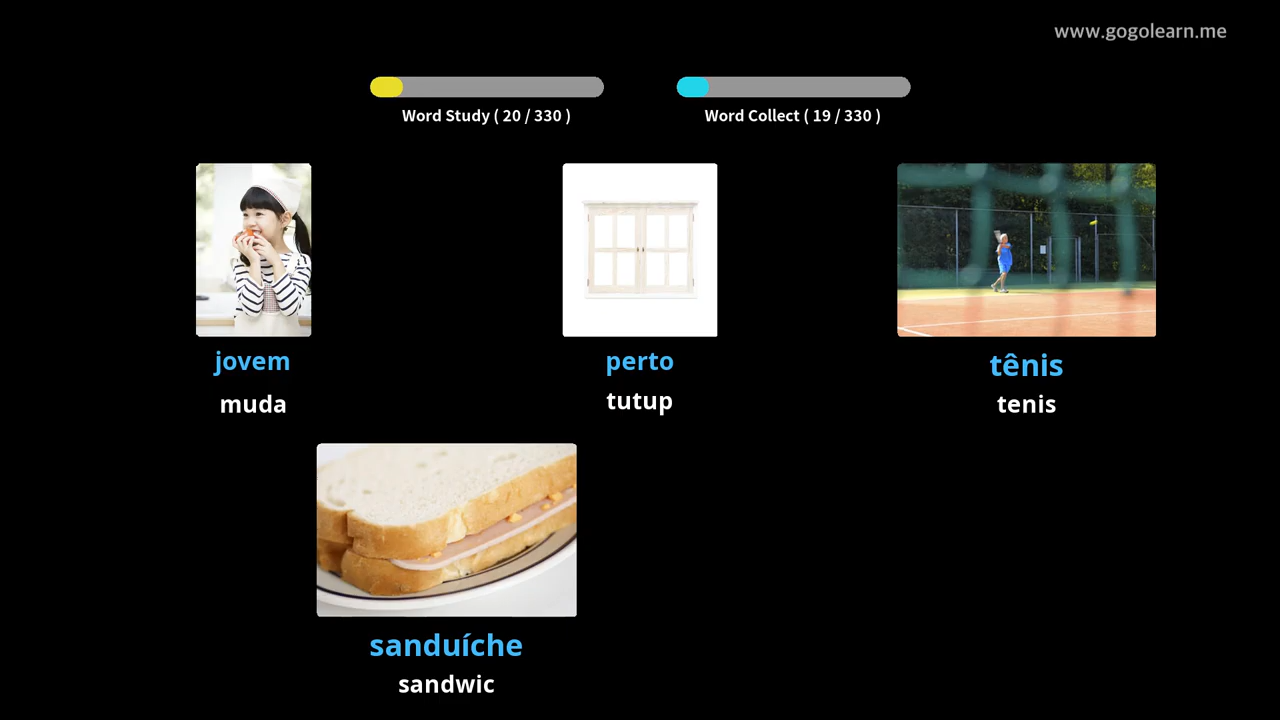 www.gogolearn.me
Word Study ( 20 / 330 )
Word Collect ( 19 / 330 )
jovem
muda
perto
tutup
tênis
tenis
sanduíche
sandwic